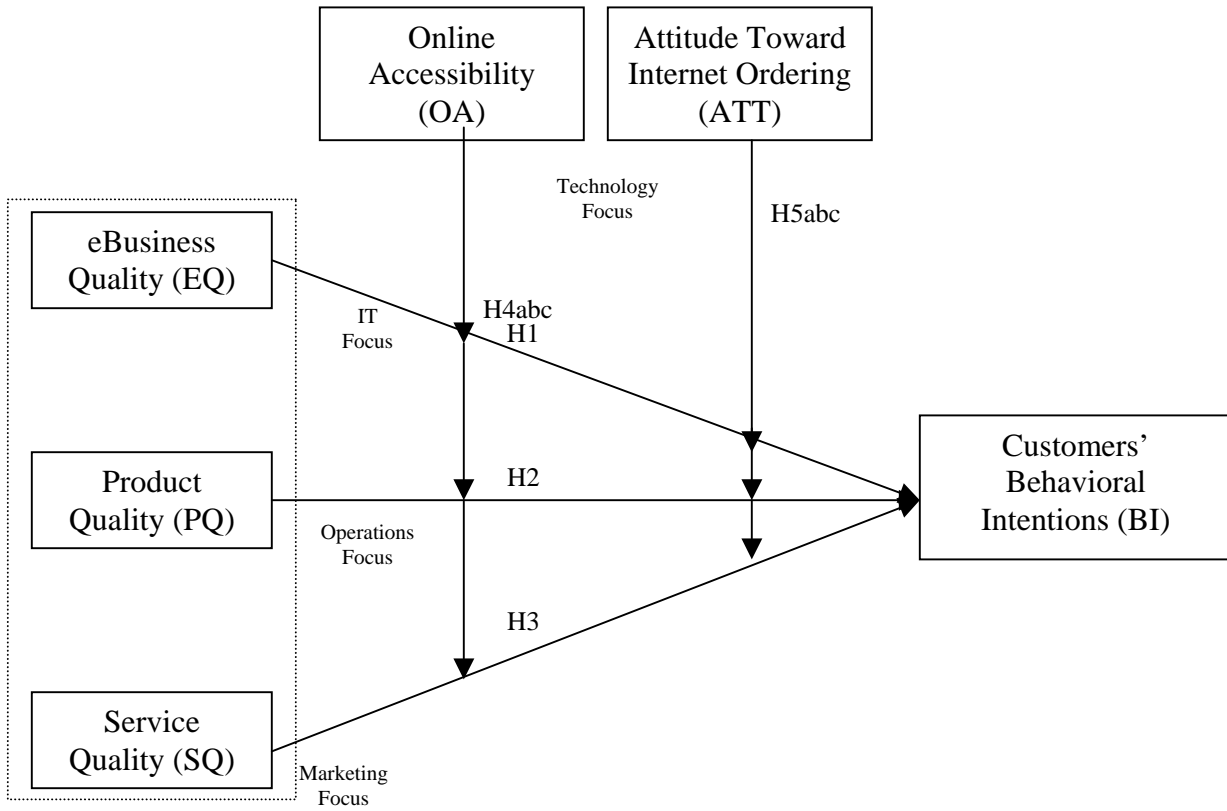 Online
Accessibility
(OA)
Attitude Toward
Internet Ordering
(ATT)
Technology
Focus
H5abc
eBusiness
Quality (EQ)
IT
Focus
H4abc
H1
Product
Quality (PQ)
H2
Operations
Focus
Customers’
Behavioral
Intentions (BI)
H3
Service
Quality (SQ)
Marketing
Focus